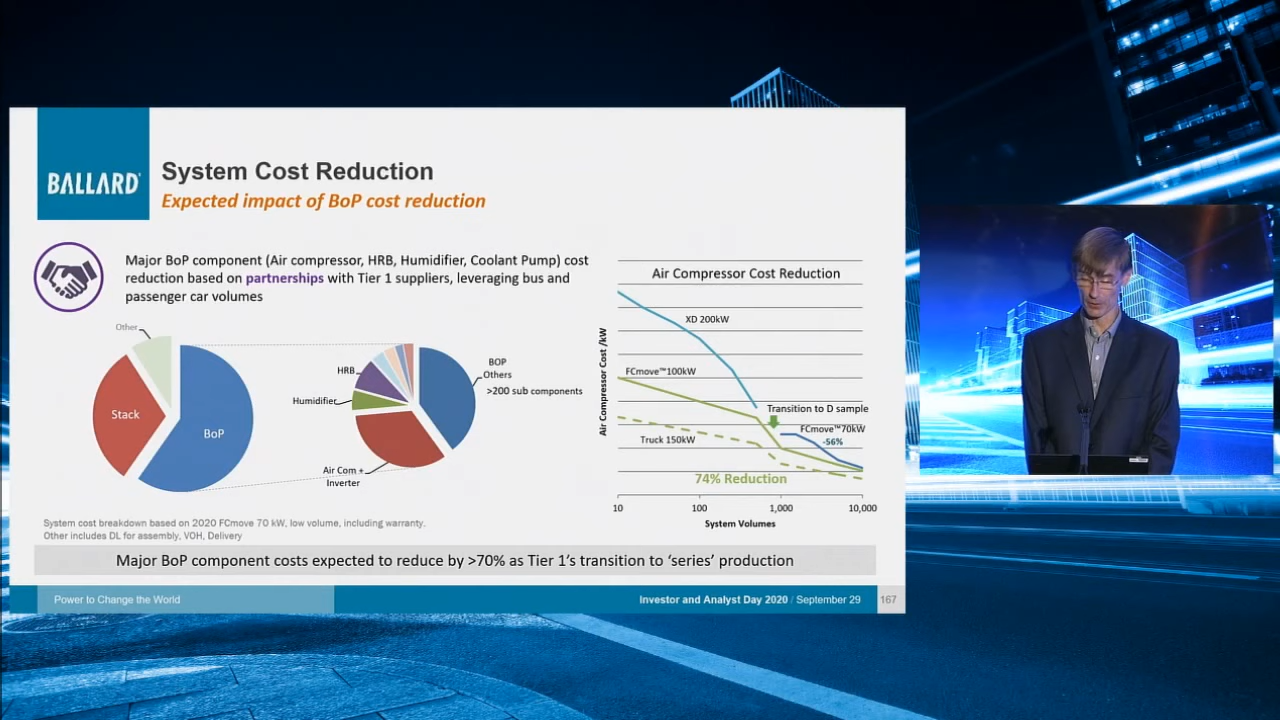 BALLARD
System Cost Reduction
Expected impact of BoP cost reduction
Major BoP component (Air compressor, HRB, Humidifier, Coolant Pump) cost
reduction based on partnerships with Tier 1 suppliers, leveraging bus and
passenger car volumes
Other
Stack
BoP
HRB
Humidifier
Air Com +
Inverter
BOP
Others
>200 sub components
Air Compressor Cost Reduction
Air Compressor Cost /kW
XD 200kW
FCmove™100kW
Transition to D sample
FCmove™70kW
-56%
Truck 150kW
74% Reduction
10 100 1,000 10,000
System Volumes
System cost breakdown based on 2020 FCmove 70 kW, low volume, including warranty.
Other includes DL for assembly, VOH, Delivery
Major BoP component costs expected to reduce by >70% as Tier 1's transition to ‘series’ production
Power to Change the World
Investor and Analyst Day 2020 / September 29
167